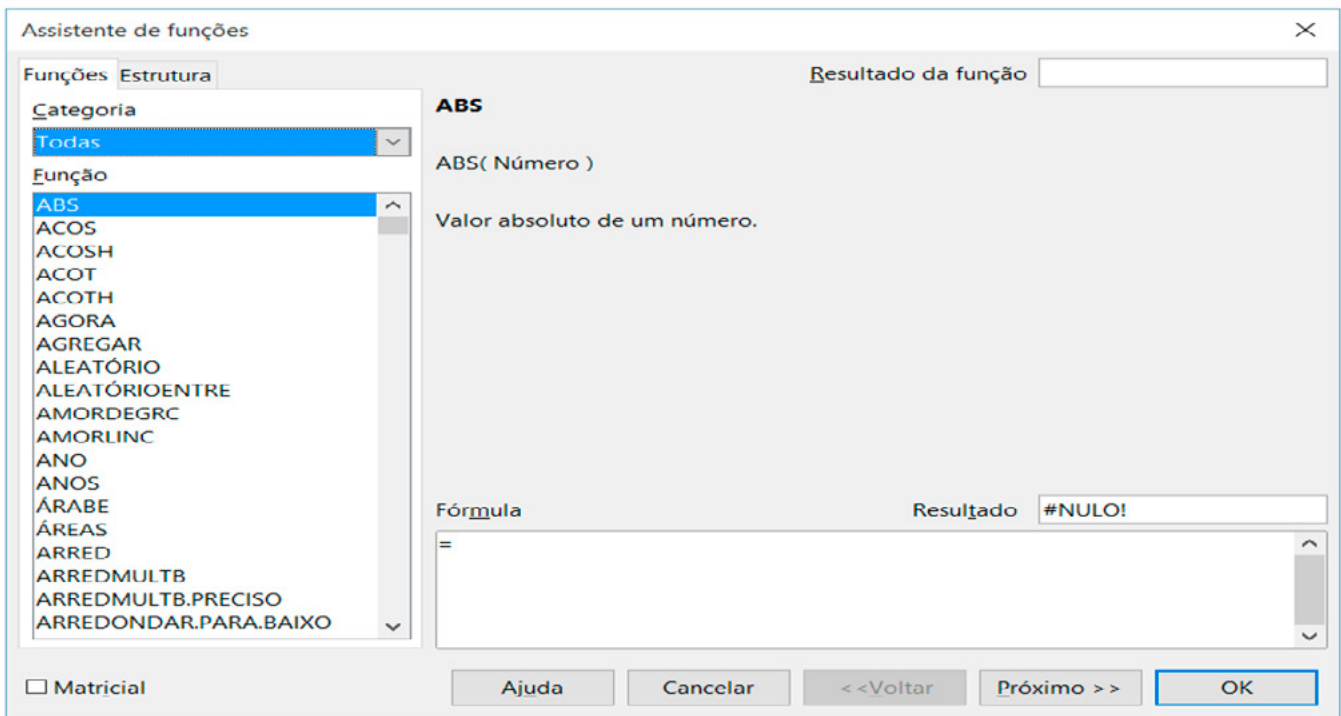 Assistente de funções
Funções Estrutura
Resultado da função
Categoria
Todas
Função
ABS
ACOS
ACOSH
ACOT
ACOTH
AGORA
AGREGAR
ALEATÓRIO
ALEATÓRIOENTRE
AMORDEGRC
AMORLINC
ANO
ANOS
ÁRABE
ÁREAS
ARRED
ARREDMULTB
ARREDMULTB.PRECISO
ARREDONDAR.PARA.BAIXO
ABS
ABS( Número )
Valor absoluto de um número.
Fórmula
Resultado #NULO!
=
Matricial
Ajuda
Cancelar
<<Voltar
Próximo >>
OK